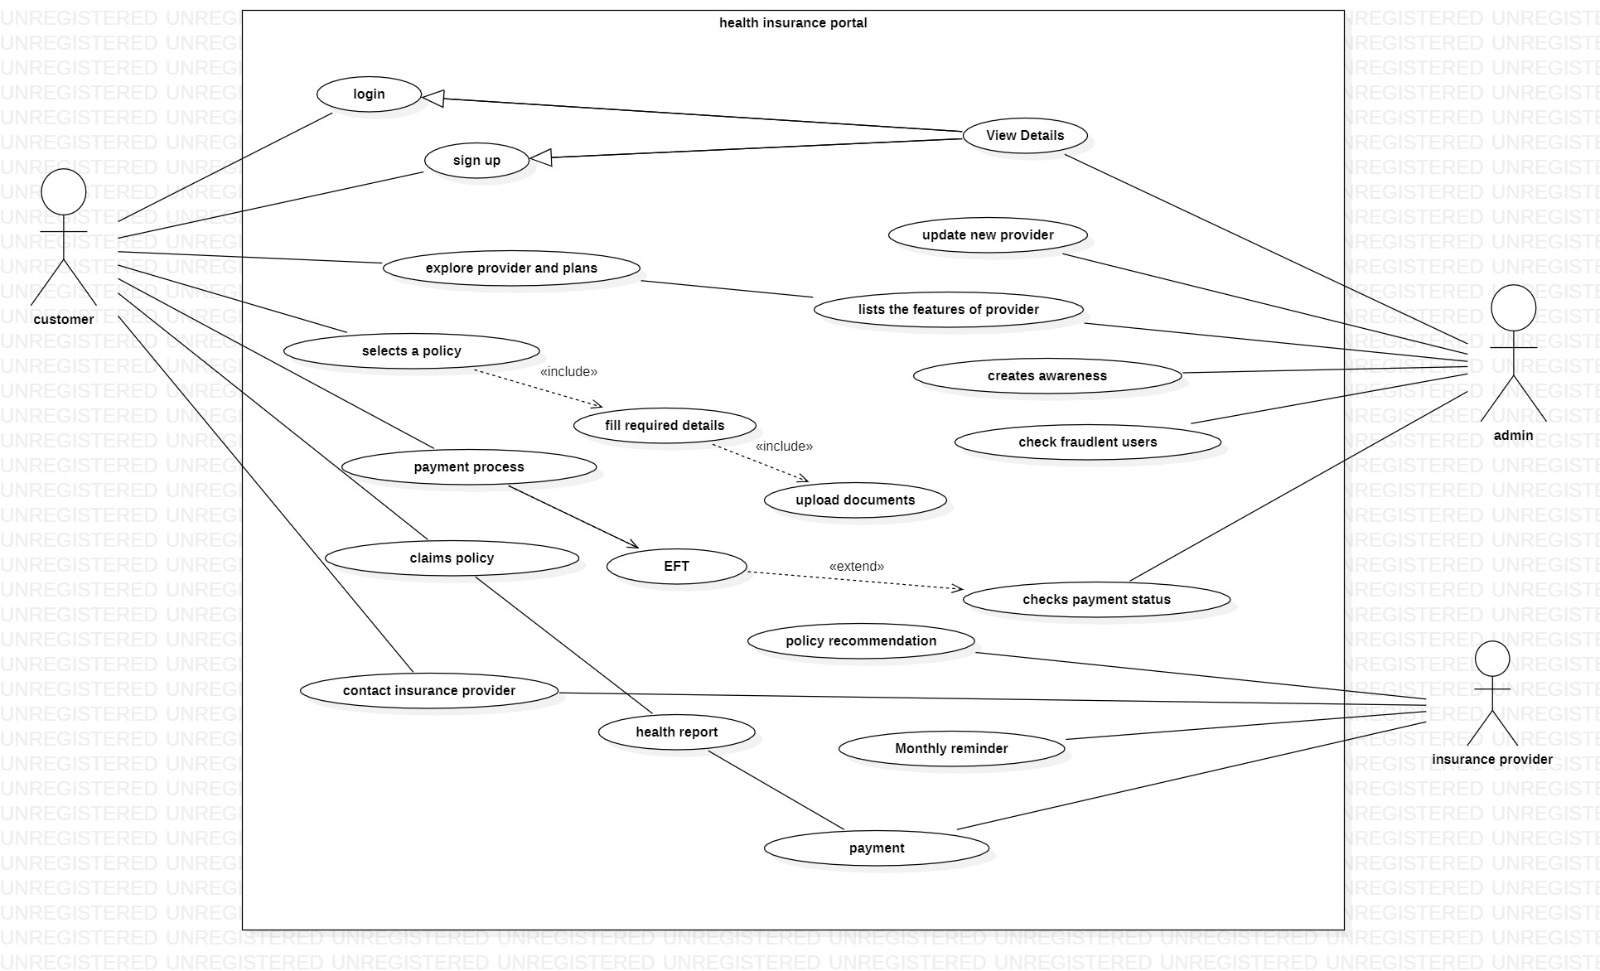 health insurance portal
login
View Details
sign up
update new provider
explore provider and plans
lists the features of provider
customer
selects a policy
«include»
creates awareness
fill required details
admin
check fraudlent users
«include»
payment process
upload documents
claims policy
EFT
«extend»
checks payment status
policy recommendation
contact insurance provider
health report
Monthly reminder
insurance provider
payment
UNREGISTERED UNREGISTERED UNREGISTERED UNREGISTERED UNREGISTERED UNREGISTERED UNREGISTERED UNREGISTERED UNREGISTERED